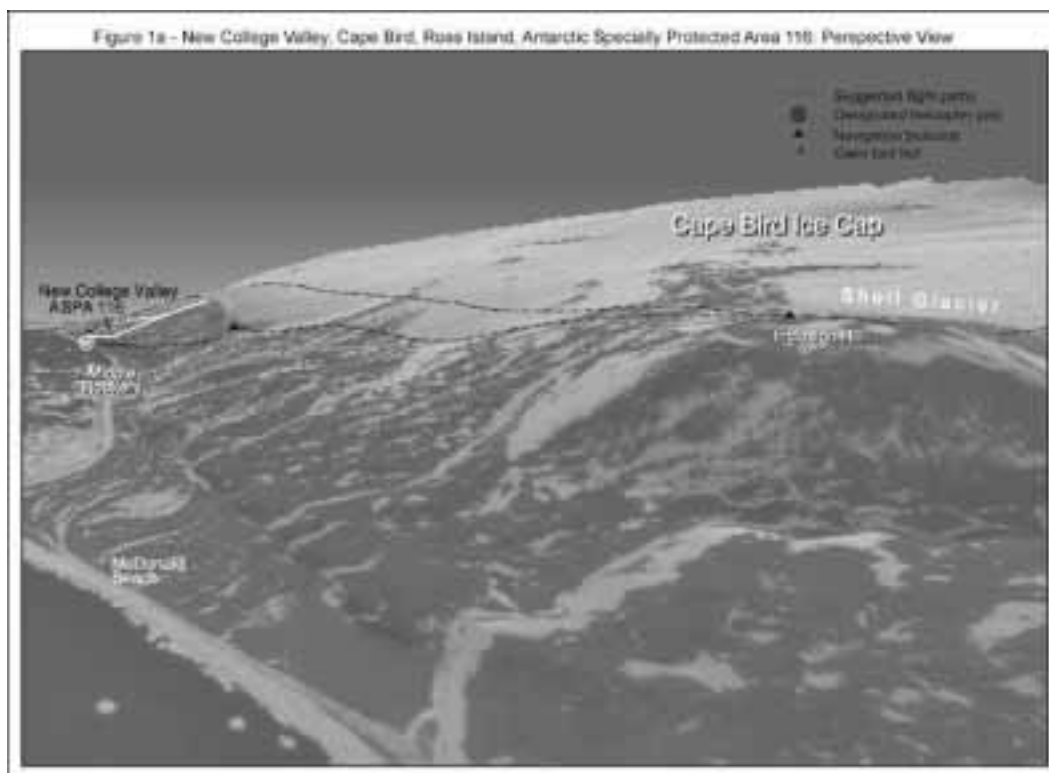 Figure 1a - New College Valley, Cape Bird, Ross Island, Antarctic Specially Protected Area 116: Perspective View
Suggested flight paths
Designated helicopter pad
Navigation features
Cape Bird Hut
Cape Bird Ice Cap
New College Valley
ASPA 116
Shell Glacier
McDonald
Beach